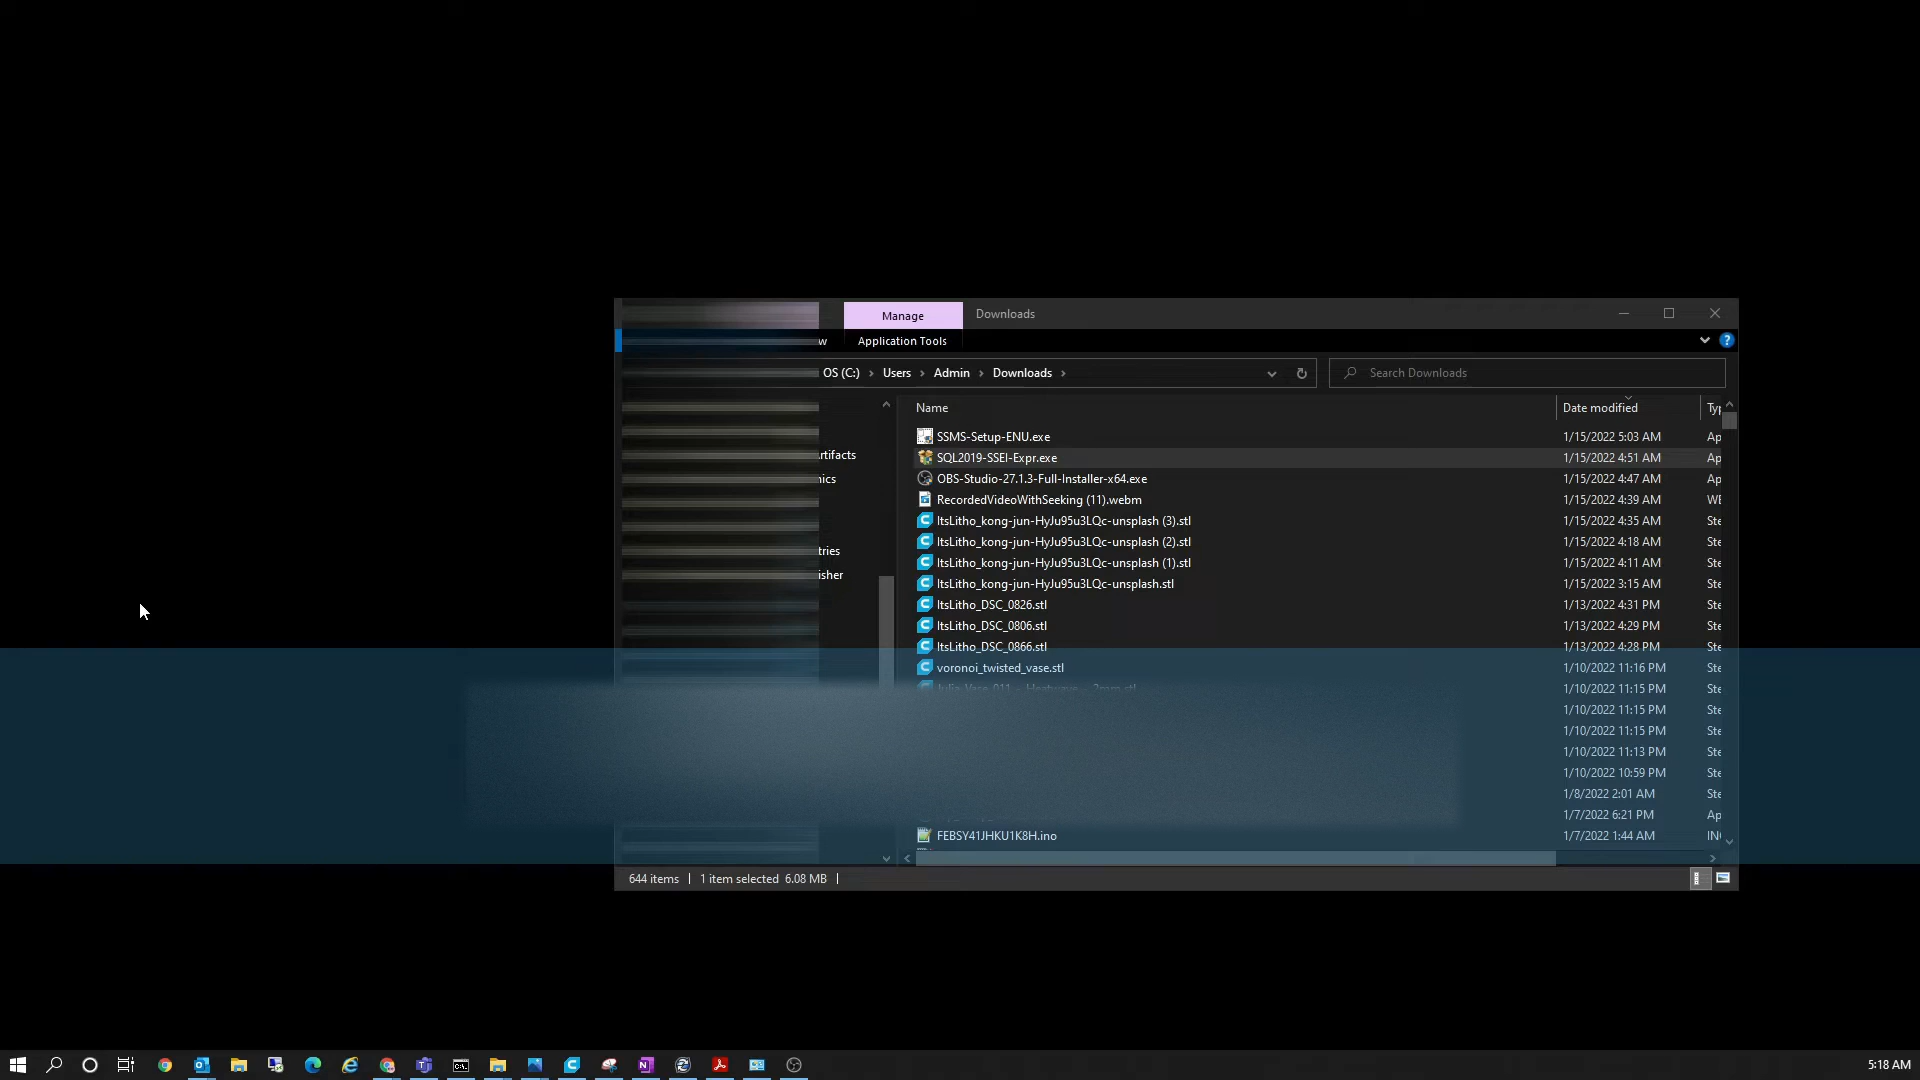 Manage
Downloads
w
Application Tools
?
OS (C:) > Users > Admin > Downloads >
Search Downloads
Name
Date modified
Typ
SSMS-Setup-ENU.exe 1/15/2022 5:03 AM Ap
SQL2019-SSEI-Expr.exe 1/15/2022 4:51 AM Ap
OBS-Studio-27.1.3-Full-Installer-x64.exe 1/15/2022 4:47 AM Ap
RecordedVideoWithSeeking (11).webm 1/15/2022 4:39 AM WE
ItsLitho_kong-jun-HyJu95u3LQc-unsplash (3).stl 1/15/2022 4:35 AM Ste
ItsLitho_kong-jun-HyJu95u3LQc-unsplash (2).stl 1/15/2022 4:18 AM Ste
ItsLitho_kong-jun-HyJu95u3LQc-unsplash (1).stl 1/15/2022 4:11 AM Ste
ItsLitho_kong-jun-HyJu95u3LQc-unsplash.stl 1/15/2022 3:15 AM Ste
ItsLitho_DSC_0826.stl 1/13/2022 4:31 PM Ste
ItsLitho_DSC_0806.stl 1/13/2022 4:29 PM Ste
ItsLitho_DSC_0866.stl 1/13/2022 4:28 PM Ste
voronoi_twisted_vase.stl 1/10/2022 11:16 PM Ste
1/10/2022 11:15 PM Ste
1/10/2022 11:15 PM Ste
1/10/2022 11:15 PM Ste
1/10/2022 11:13 PM Ste
1/10/2022 10:59 PM Ste
1/8/2022 2:01 AM Ste
1/7/2022 6:21 PM Ap
FEBSY41JHKU1K8H.ino 1/7/2022 1:44 AM INO
rtifacts
nics
tries
isher
644 items | 1 item selected 6.08 MB |
5:18 AM